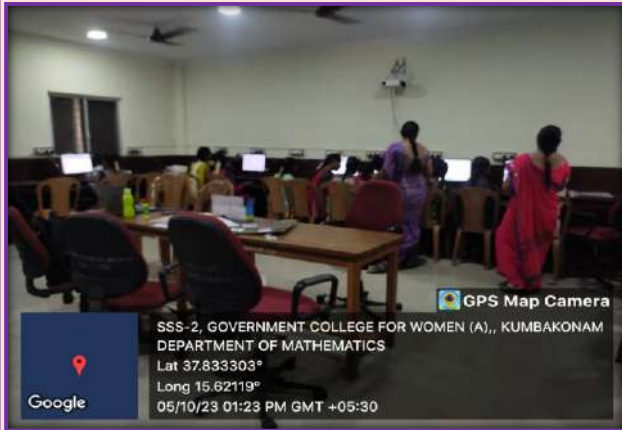 GPS Map Camera
SSS-2, GOVERNMENT COLLEGE FOR WOMEN (A),, KUMBAKONAM
DEPARTMENT OF MATHEMATICS
Lat 37.833303°
Long 15.62119°
05/10/23 01:23 PM GMT +05:30
Google